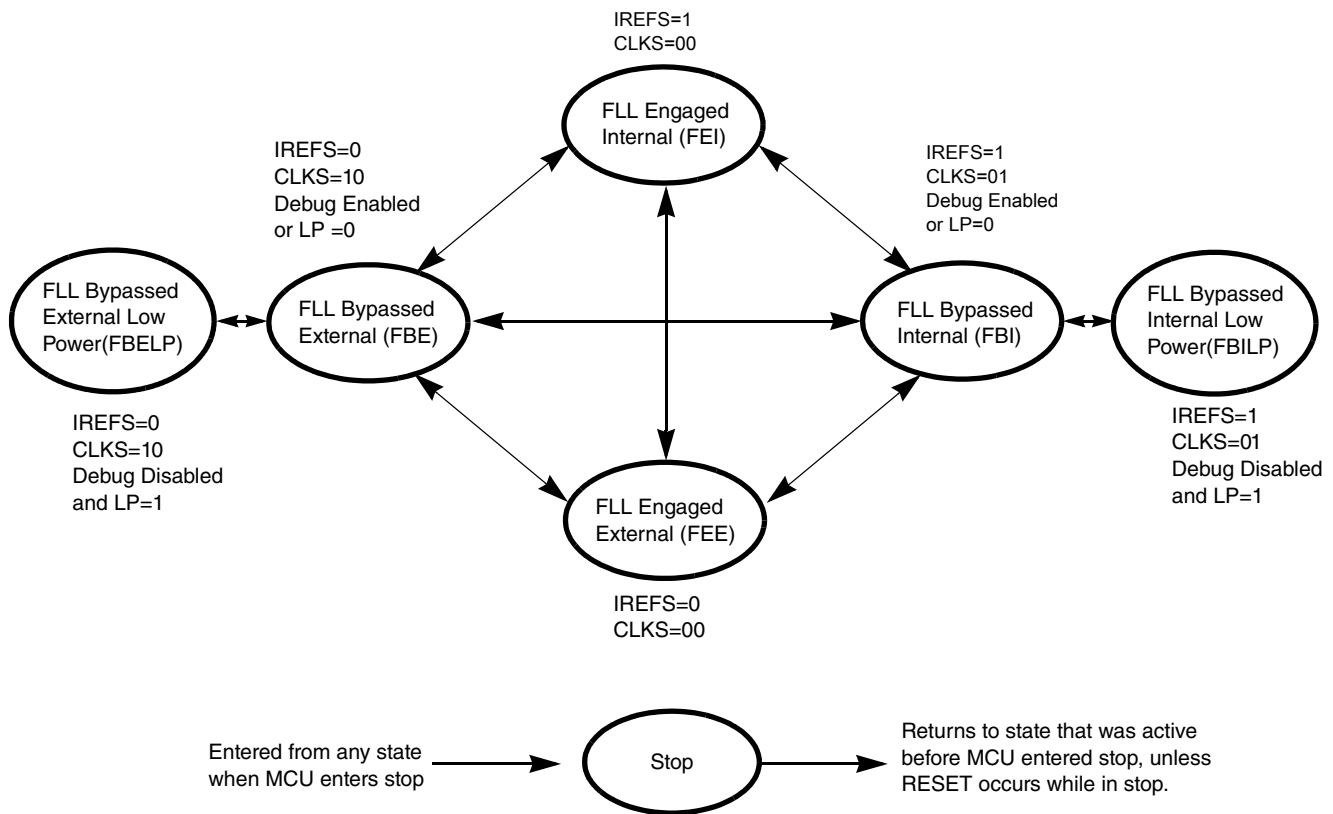 IREFS=1
CLKS=00
FLL Engaged
Internal (FEI)
IREFS=0
CLKS=10
Debug Enabled
or LP =0
IREFS=1
CLKS=01
Debug Enabled
or LP=0
FLL Bypassed
External Low
Power(FBELP)
FLL Bypassed
External (FBE)
FLL Bypassed
Internal (FBI)
FLL Bypassed
Internal Low
Power(FBILP)
IREFS=0
CLKS=10
Debug Disabled
and LP=1
IREFS=1
CLKS=01
Debug Disabled
and LP=1
FLL Engaged
External (FEE)
IREFS=0
CLKS=00
Entered from any state
when MCU enters stop
Stop
Returns to state that was active
before MCU entered stop, unless
RESET occurs while in stop.